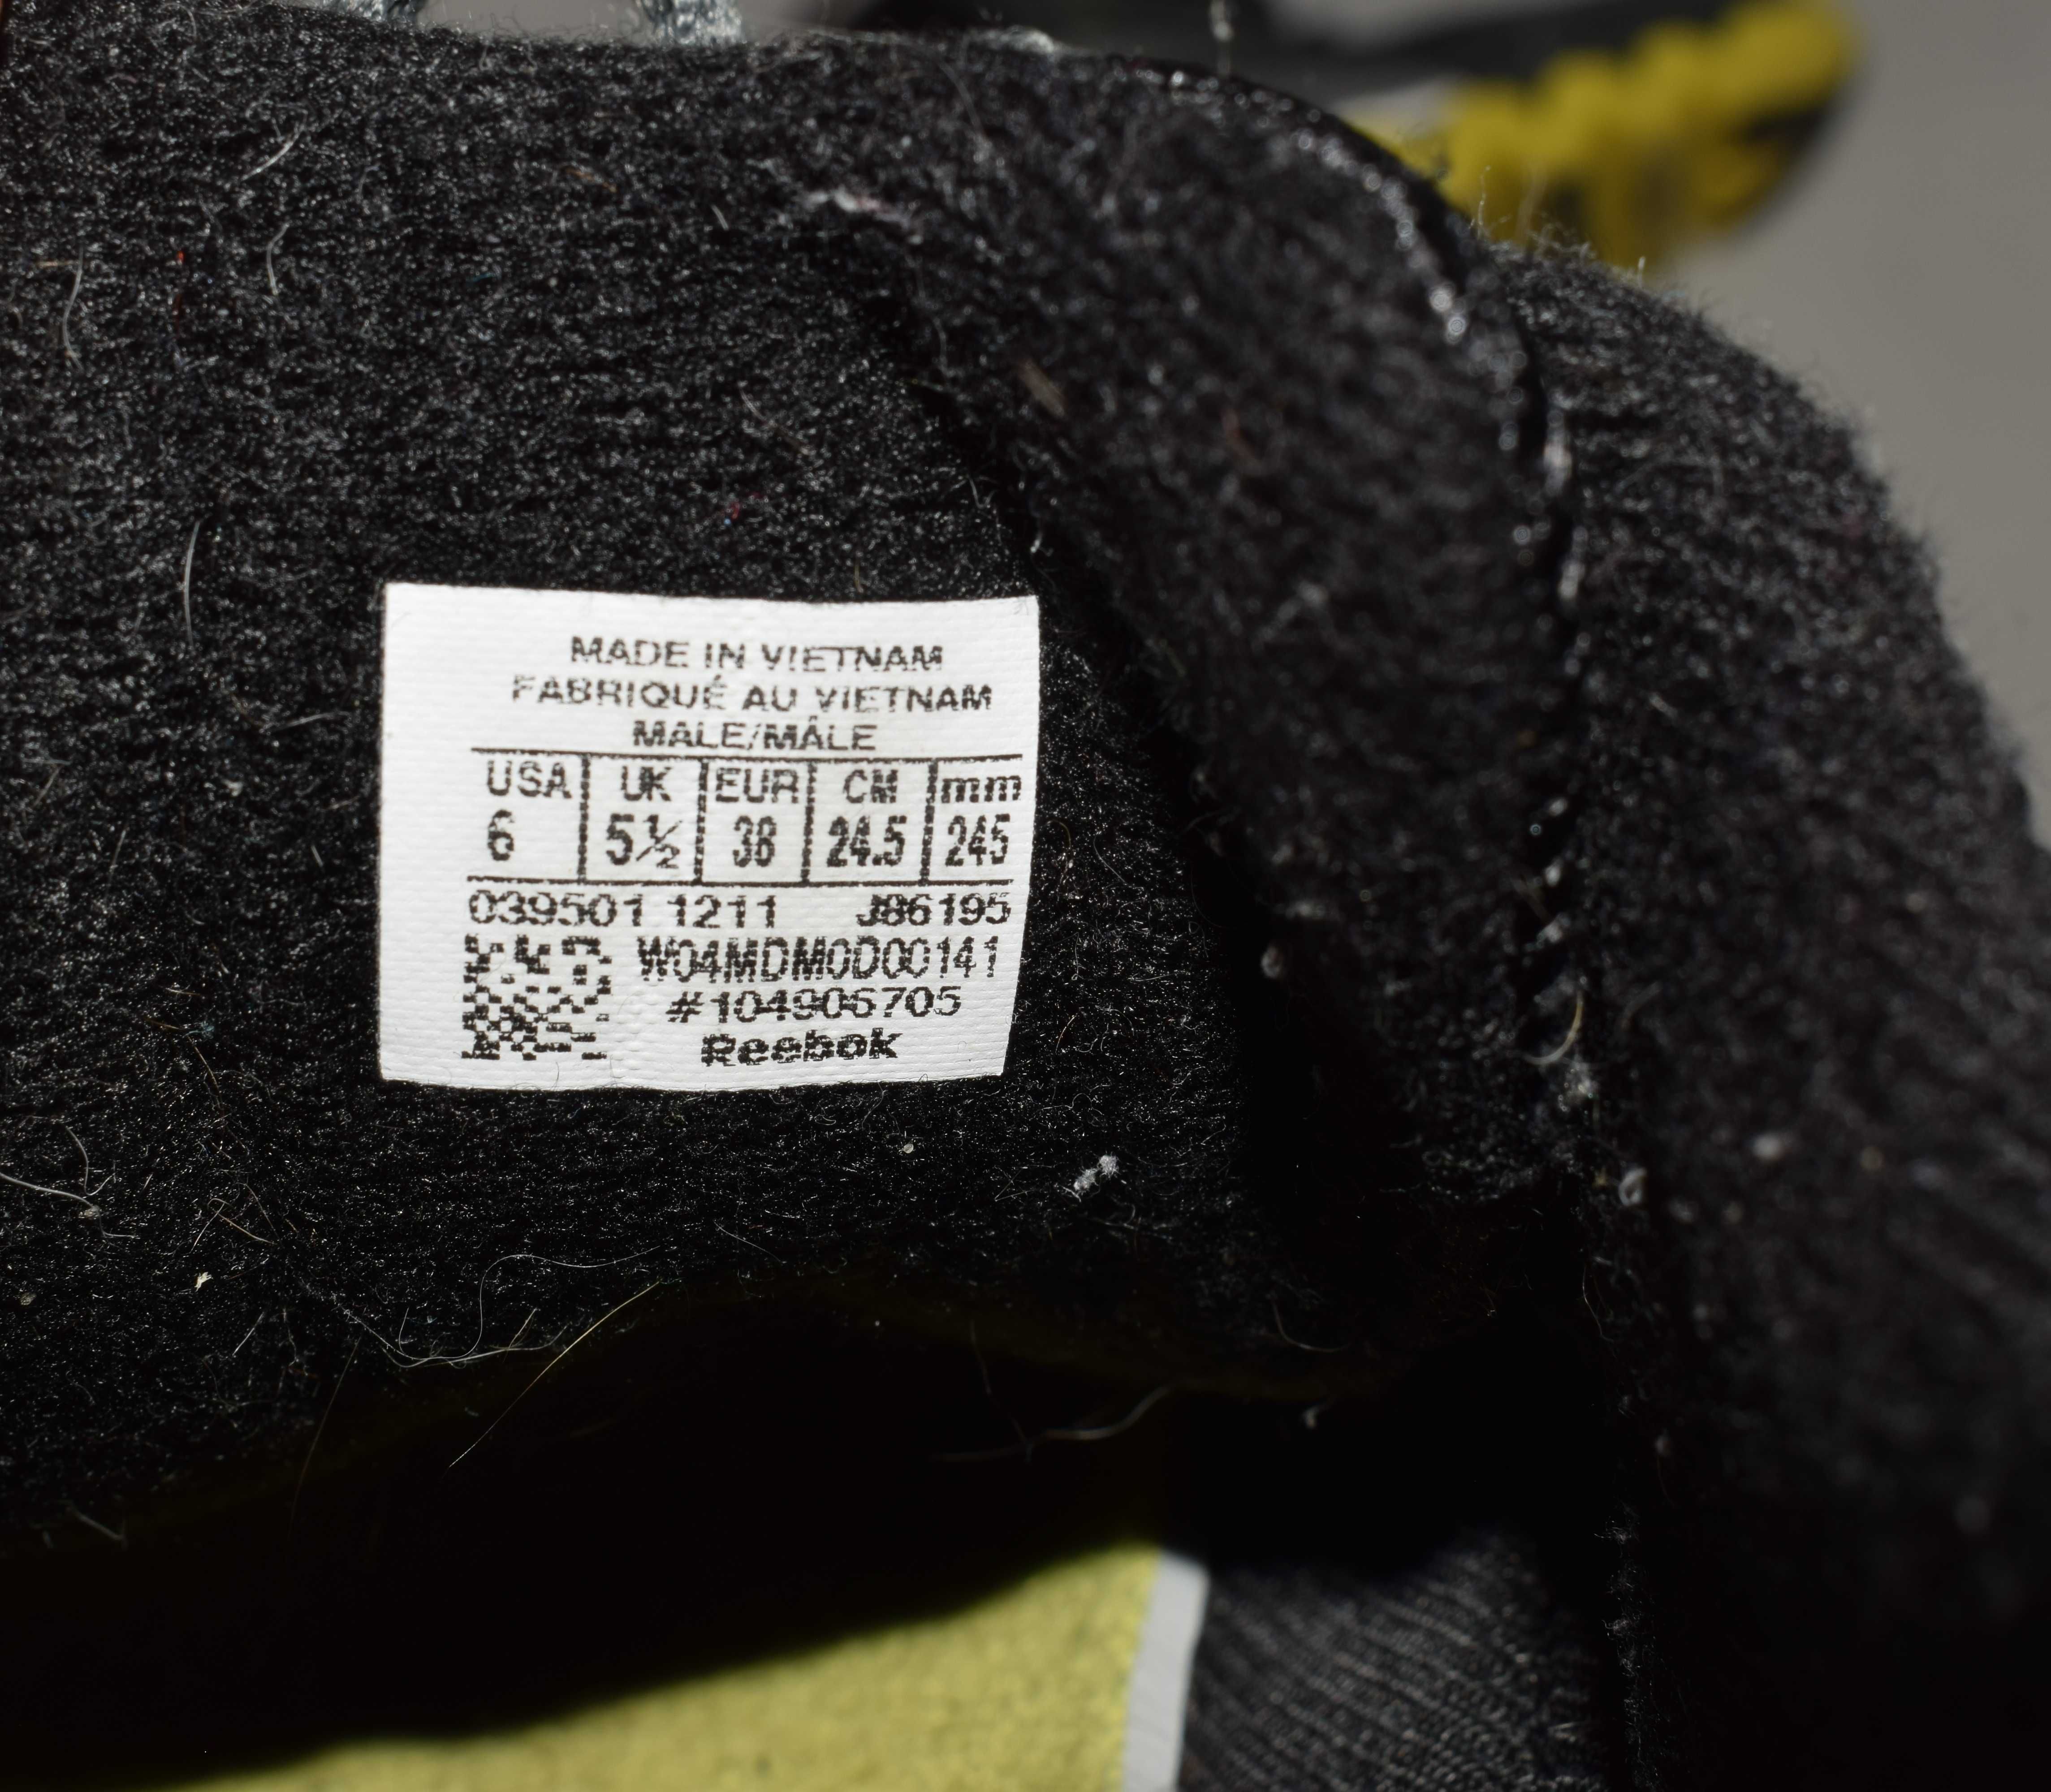 MADE IN VIETNAM
FABRIQUÉ AU VIETNAM
MALE/MÂLE
USA UK EUR CM mm
6 5½ 38 24.5 245
039501 1211 J86195
W04MDM0D00141
#104906705
Reebok